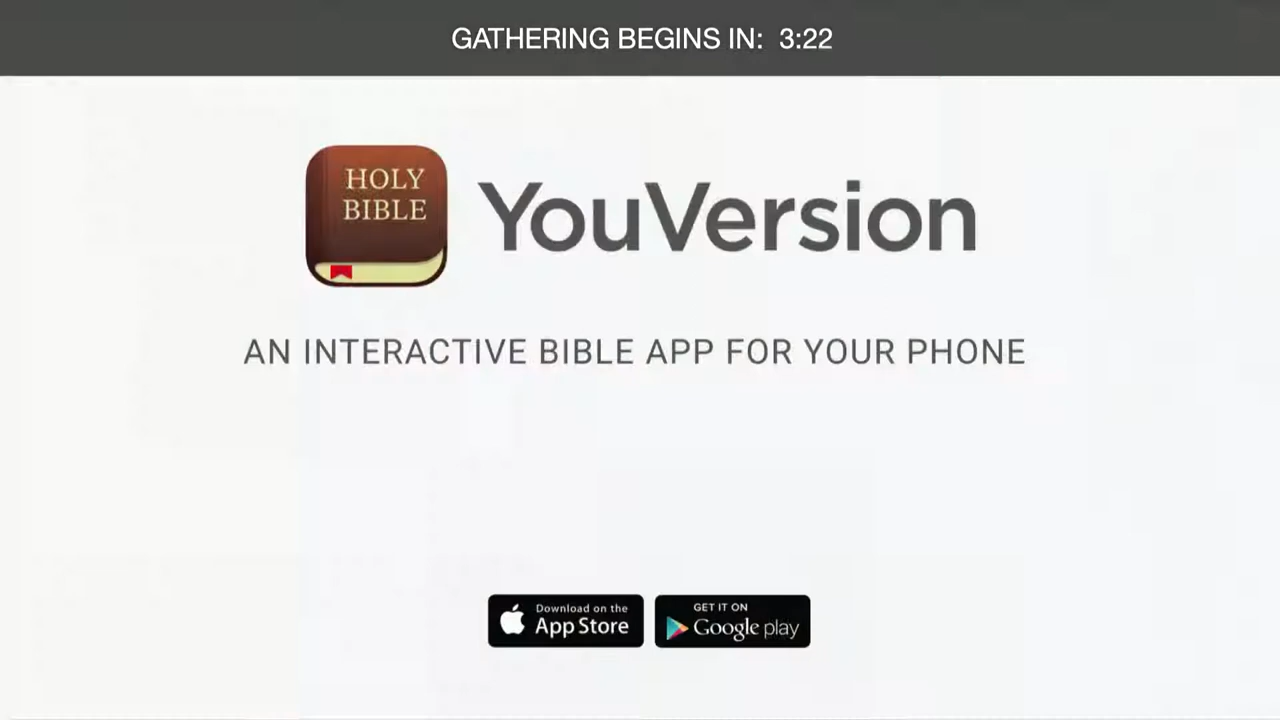 GATHERING BEGINS IN: 3:22
HOLY
BIBLE
YouVersion
AN INTERACTIVE BIBLE APP FOR YOUR PHONE
Download on the
App Store
GET IT ON
Google play